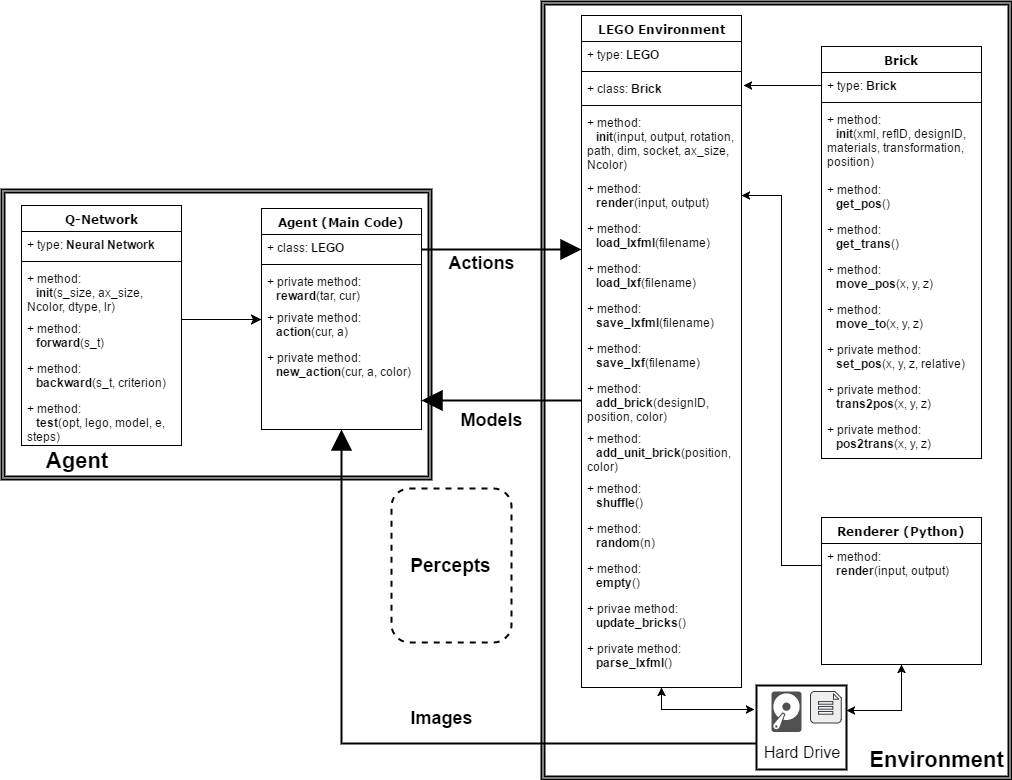 Q-Network
+ type: Neural Network
+ method:
init(s_size, ax_size,
Ncolor, dtype, lr)
+ method:
forward(s_t)
+ method:
backward(s_t, criterion)
+ method:
test(opt, lego, model, e,
steps)
Agent (Main Code)
+ class: LEGO
+ private method:
reward(tar, cur)
+ private method:
action(cur, a)
+ private method:
new_action(cur, a, color)
Agent
Actions
Models
Percepts
Images
LEGO Environment
+ type: LEGO
+ class: Brick
+ method:
init(input, output, rotation,
path, dim, socket, ax_size,
Ncolor)
+ method:
render(input, output)
+ method:
load_lxfml(filename)
+ method:
load_lxf(filename)
+ method:
save_lxfml(filename)
+ method:
save_lxf(filename)
+ method:
add_brick(designID,
position, color)
+ method:
add_unit_brick(position,
color)
+ method:
shuffle()
+ method:
random(n)
+ method:
empty()
+ privae method:
update_bricks()
+ private method:
parse_lxfml()
Brick
+ type: Brick
+ method:
init(xml, refID, designID,
materials, transformation,
position)
+ method:
get_pos()
+ method:
get_trans()
+ method:
move_pos(x, y, z)
+ method:
move_to(x, y, z)
+ private method:
set_pos(x, y, z, relative)
+ private method:
trans2pos(x, y, z)
+ private method:
pos2trans(x, y, z)
Renderer (Python)
+ method:
render(input, output)
Hard Drive
Environment